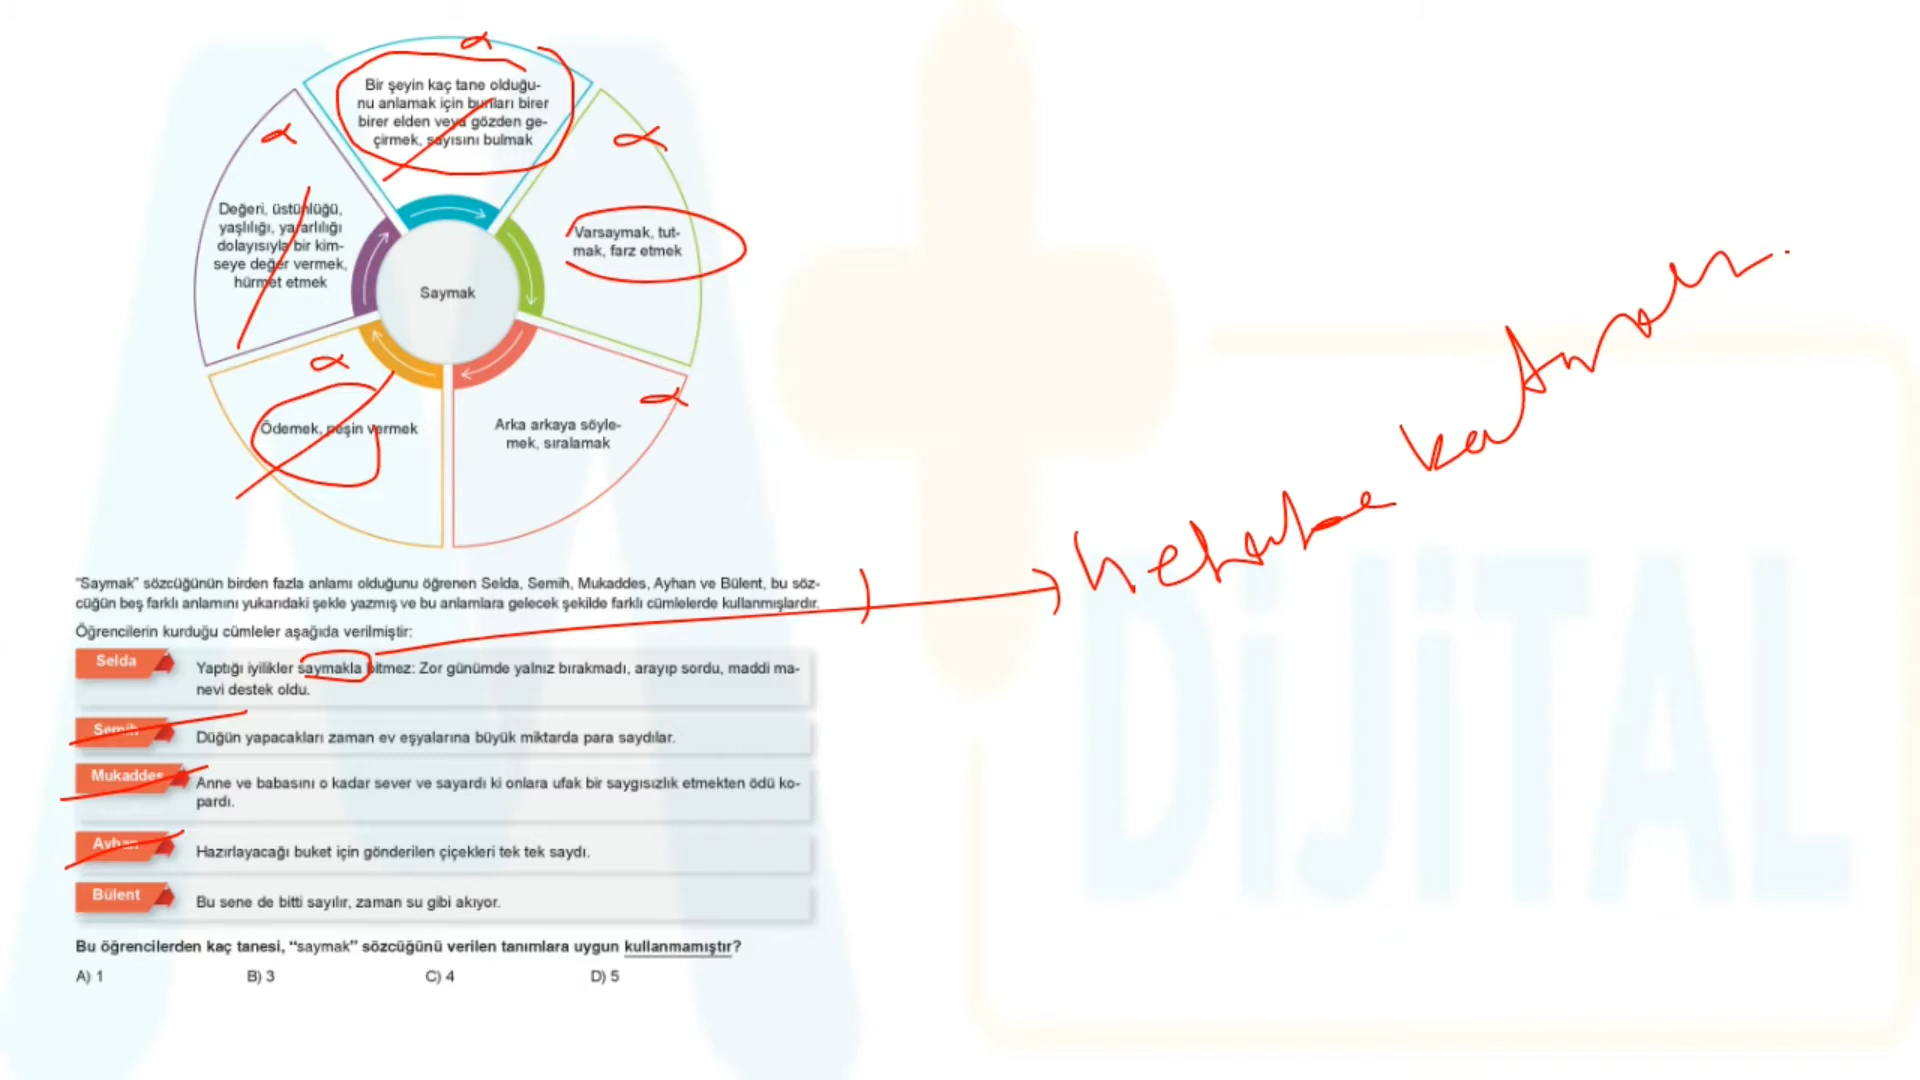 Bir şeyin kaç tane olduğu-
nu anlamak için bunları birer
birer elden veya gözden ge-
çirmek, sayısını bulmak
Değeri, üstünlüğü,
yaşlılığı, yararlılığı
dolayısıyla bir kim-
seye değer vermek,
hürmet etmek
Varsaymak, tut-
mak, farz etmek
Saymak
Ödemek, peşin vermek
Arka arkaya söyle-
mek, sıralamak
"Saymak" sözcüğünün birden fazla anlamı olduğunu öğrenen Selda, Semih, Mukaddes, Ayhan ve Bülent, bu söz-
cüğün beş farklı anlamını yukarıdaki şekle yazmış ve bu anlamlara gelecek şekilde farklı cümlelerde kullanmışlardır.
Öğrencilerin kurduğu cümleler aşağıda verilmiştir:
Selda
Yaptığı iyilikler saymakla bitmez: Zor günümde yalnız bırakmadı, arayıp sordu, maddi ma-
nevi destek oldu.
Semih
Düğün yapacakları zaman ev eşyalarına büyük miktarda para saydılar.
Mukaddes
Anne ve babasını o kadar sever ve sayardı ki onlara ufak bir saygısızlık etmekten ödü ko-
pardı.
Ayhan
Hazırlayacağı buket için gönderilen çiçekleri tek tek saydı.
Bülent
Bu sene de bitti sayılır, zaman su gibi akıyor.
Bu öğrencilerden kaç tanesi, "saymak" sözcüğünü verilen tanımlara uygun kullanmamıştır?
A) 1 B) 3 C) 4 D) 5
DİJİTAL